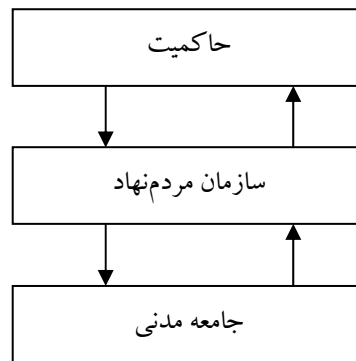 حاکمیت
سازمان مردم‌نهاد
جامعه مدنی